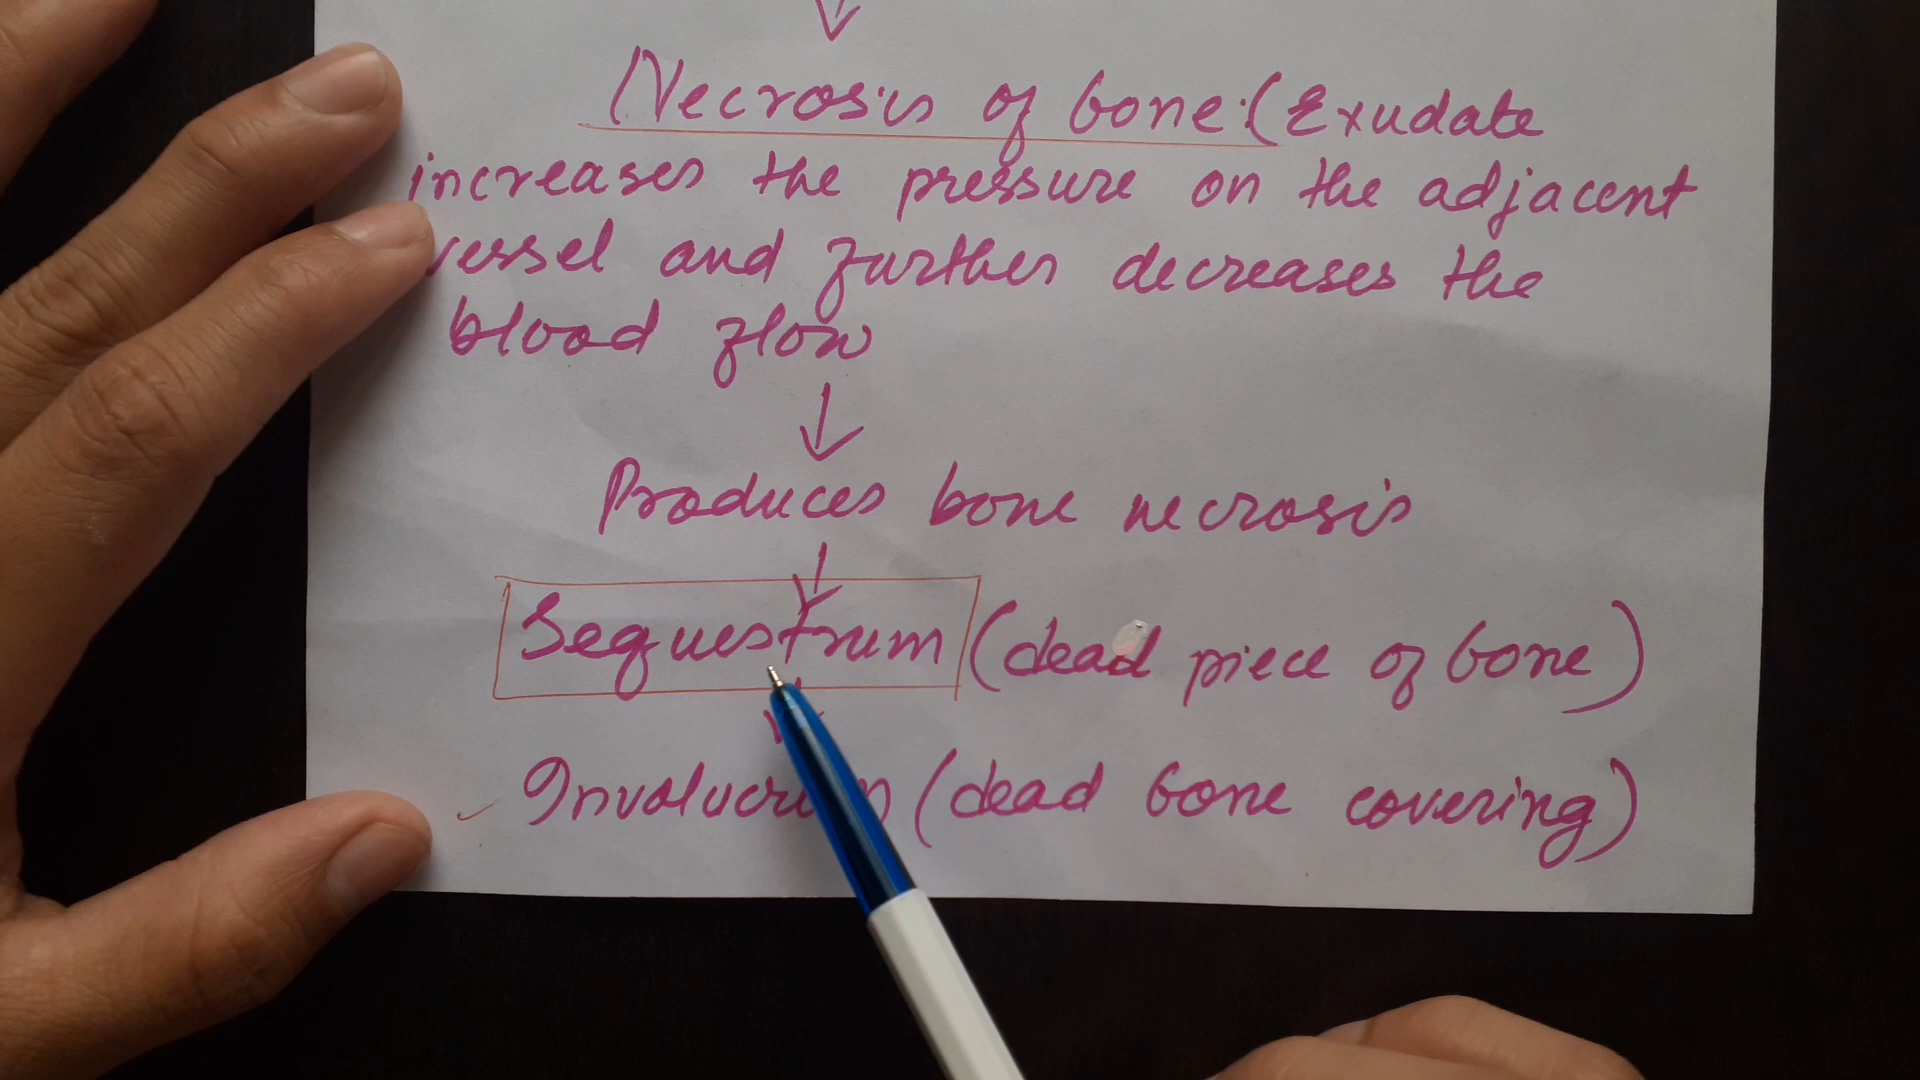 Necrosis of bone:(Exudate
increases the pressure on the adjacent
vessel and further decreases the
blood flow
Produces bone necrosis
Sequestrum (dead piece of bone)
(dead bone covering)